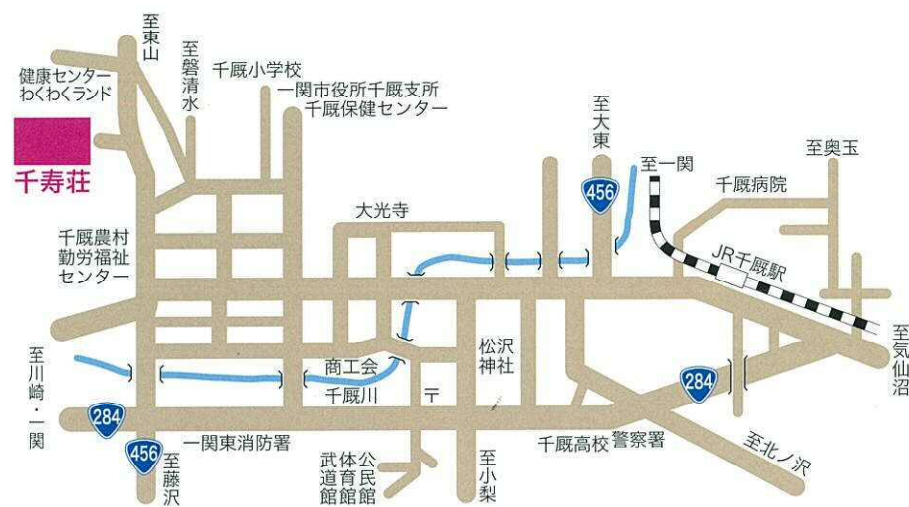 至東山
健康センター
わくわくランド
千寿荘
至磐清水
千厩小学校
一関市役所千厩支所
千厩保健センター
至大東
456
至一関
至奥玉
千厩病院
大光寺
千厩農村
勤労福祉
センター
JR千厩駅
至川崎・一関
商工会
千厩川
〒
松沢
神社
284
至気仙沼
284
456
一関東消防署
至藤沢
武道館
体育館
公民館
至小梨
千厩高校
警察署
至北ノ沢